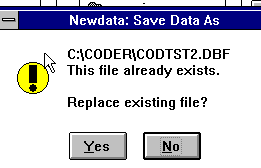 Newdata: Save Data As
C:\CODER\CODTST2.DBF
This file already exists.
Replace existing file?
Yes
No